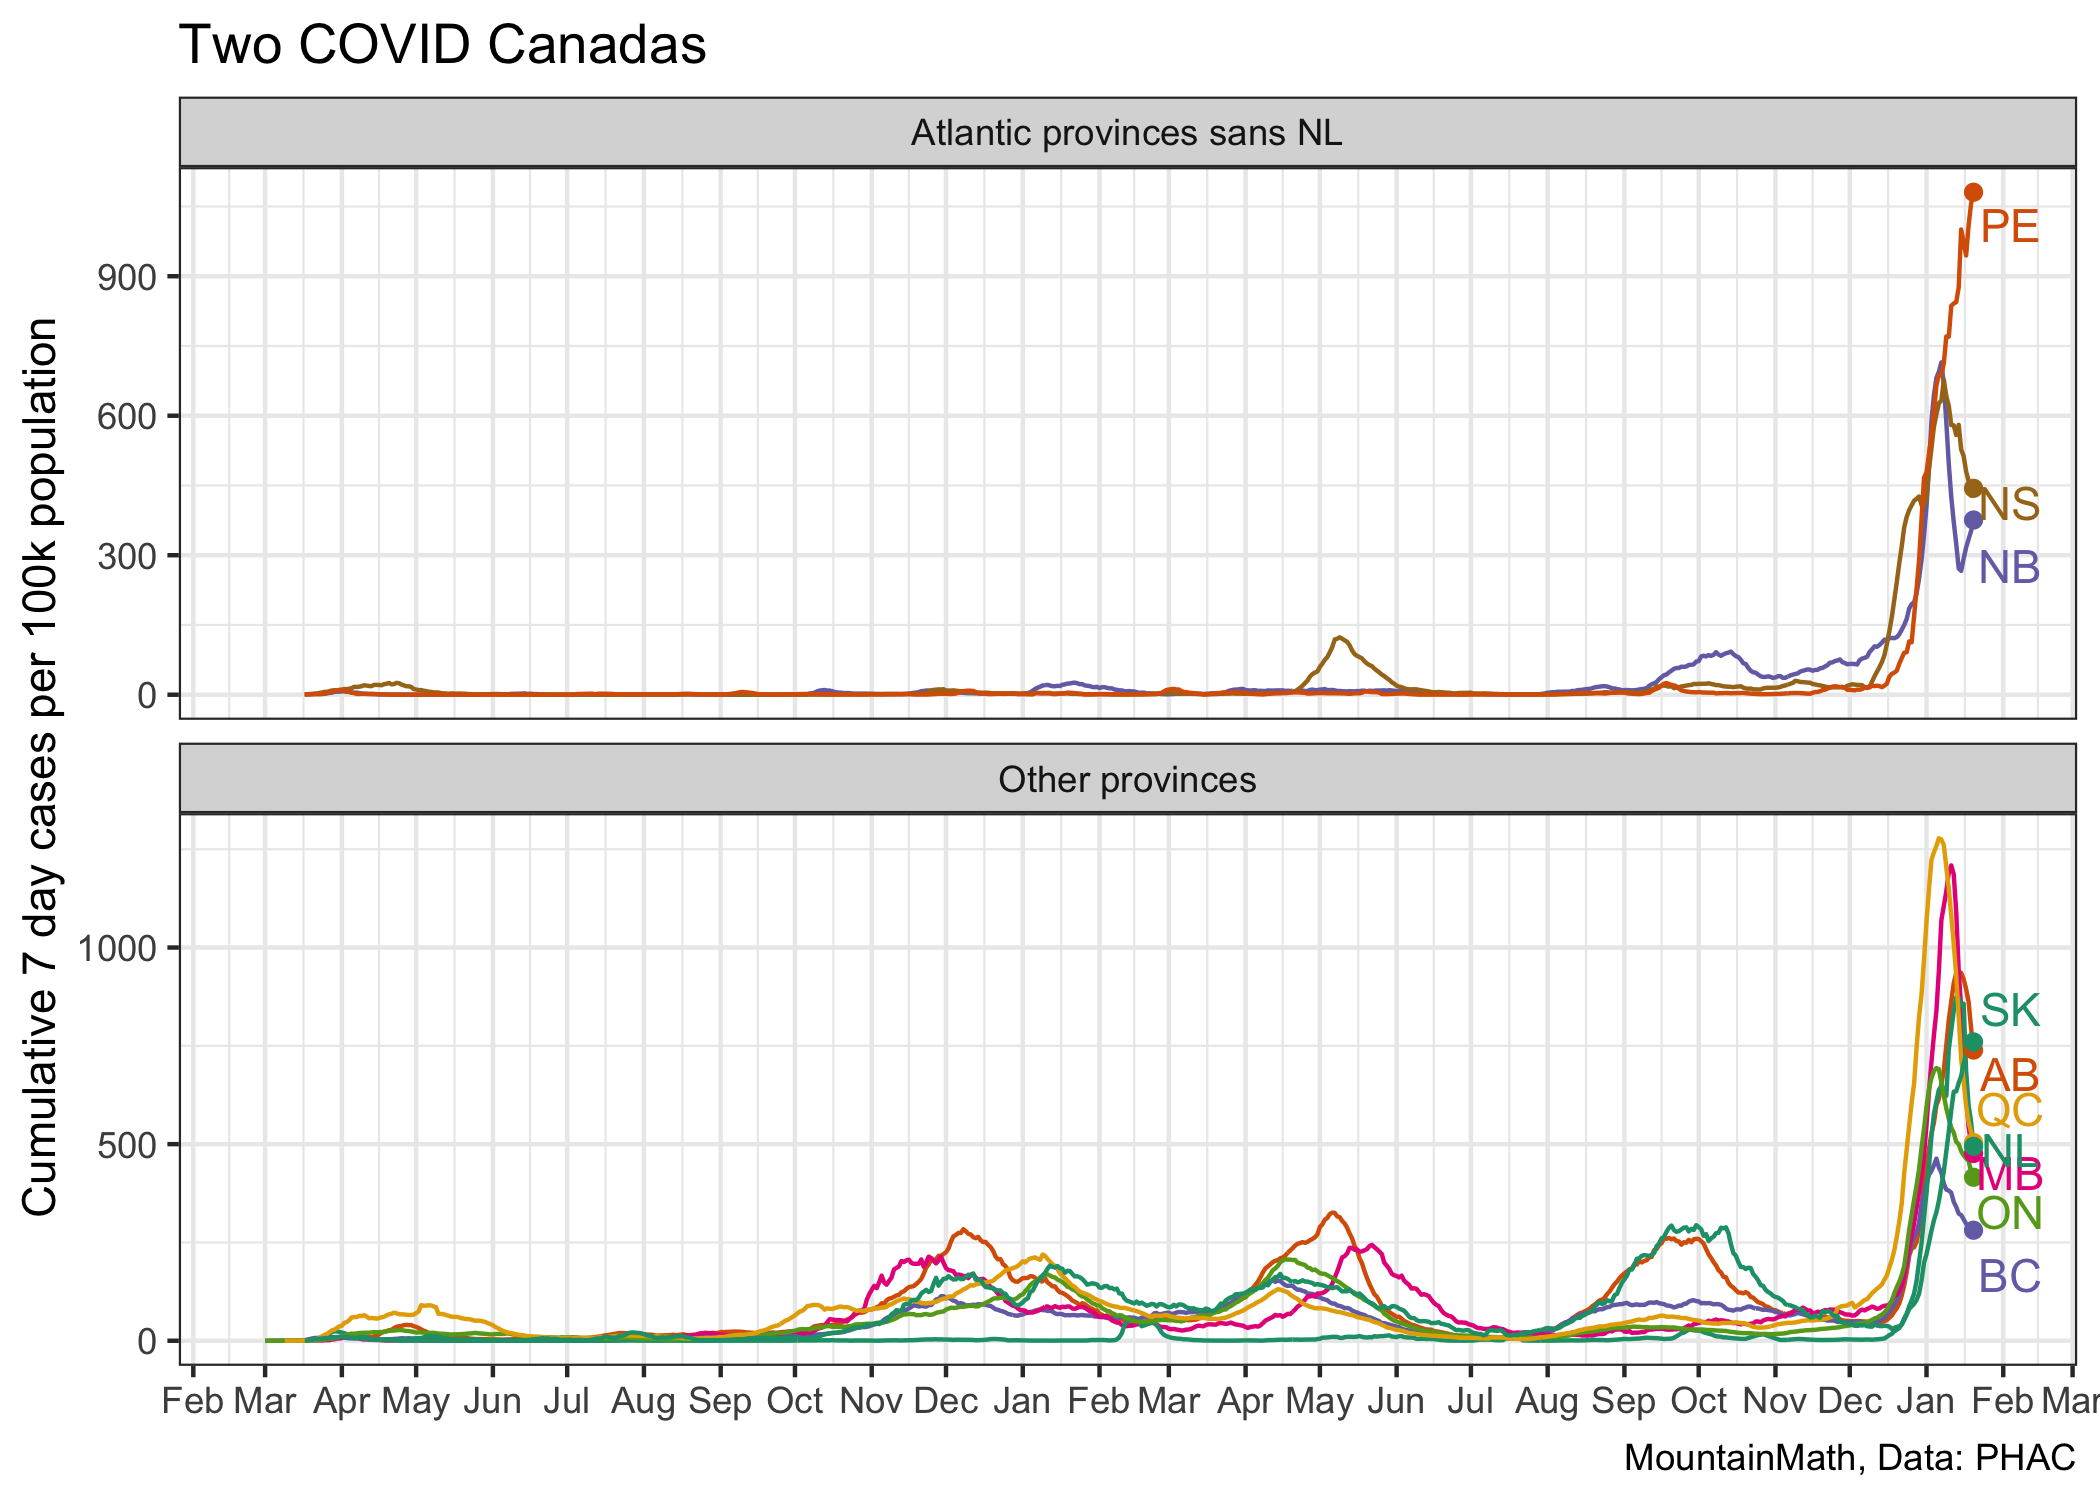 Two COVID Canadas
Atlantic provinces sans NL
Cumulative 7 day cases per 100k population
900
600
300
0
PE
NS
NB
Other provinces
1000
500
0
SK
AB
QC
NL
MB
ON
BC
Feb Mar Apr May Jun Jul Aug Sep Oct Nov Dec Jan Feb Mar Apr May Jun Jul Aug Sep Oct Nov Dec Jan Feb Mar
MountainMath, Data: PHAC